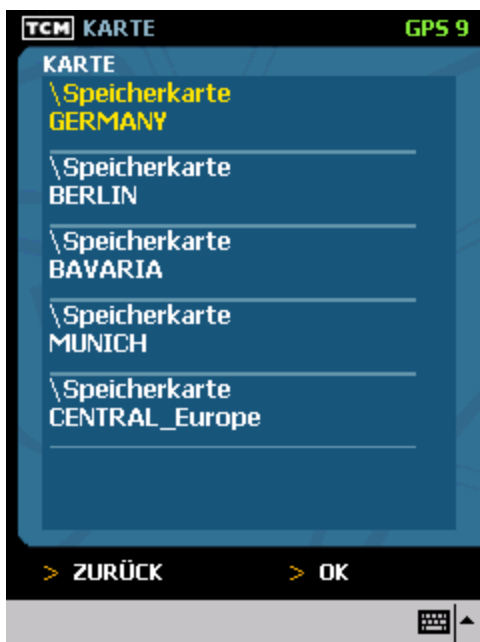 TCM KARTE GPS 9
KARTE
\Speicherkarte
GERMANY
\Speicherkarte
BERLIN
\Speicherkarte
BAVARIA
\Speicherkarte
MUNICH
\Speicherkarte
CENTRAL_Europe
> ZURÜCK > OK